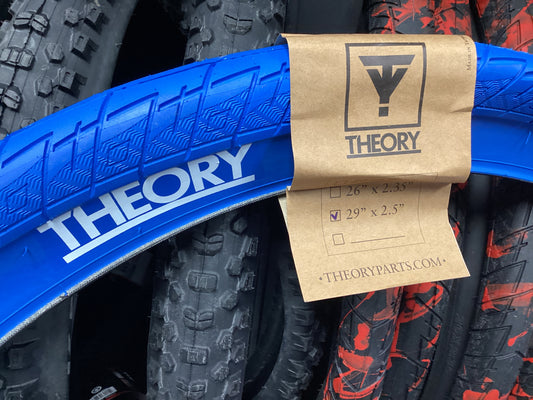 THEORY
THEORY
26" x 2.35"
29" x 2.5"
·THEORYPARTS.COM·